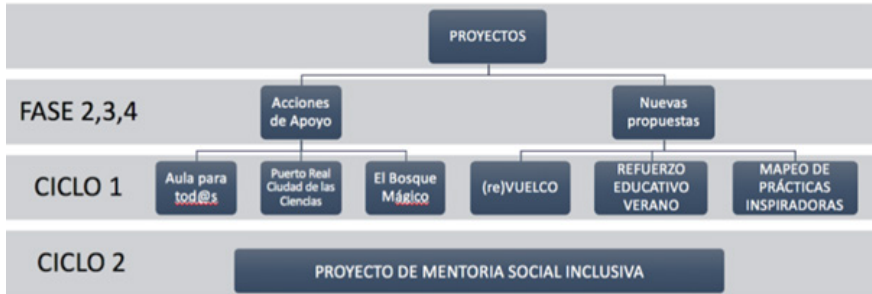 PROYECTOS
FASE 2,3,4
Acciones
de Apoyo
Nuevas
propuestas
CICLO 1
Aula para
tod@s
Puerto Real
Ciudad de las
Ciencias
El Bosque
Mágico
(re)VUELCO
REFUERZO
EDUCATIVO
VERANO
MAPEO DE
PRÁCTICAS
INSPIRADORAS
CICLO 2
PROYECTO DE MENTORIA SOCIAL INCLUSIVA